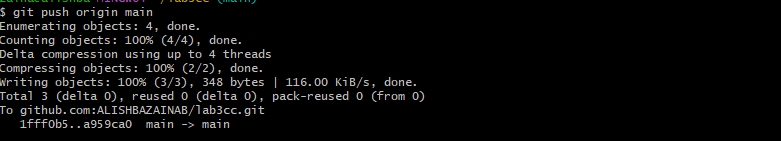 $ git push origin main
Enumerating objects: 4, done.
Counting objects: 100% (4/4), done.
Delta compression using up to 4 threads
Compressing objects: 100% (2/2), done.
Writing objects: 100% (3/3), 348 bytes | 116.00 KiB/s, done.
Total 3 (delta 0), reused 0 (delta 0), pack-reused 0 (from 0)
To github.com:ALISHBAZAINAB/lab3cc.git
   1fff0b5..a959ca0  main -> main